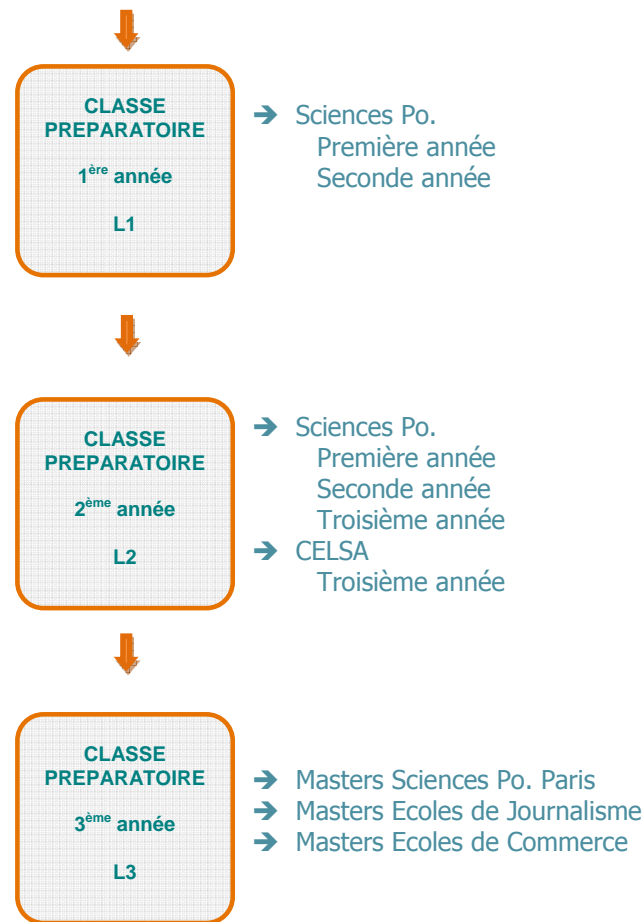 CLASSE
PREPARATOIRE
1ère année
L1
➔ Sciences Po.
Première année
Seconde année
CLASSE
PREPARATOIRE
2ème année
L2
➔ Sciences Po.
Première année
Seconde année
Troisième année
➔ CELSA
Troisième année
CLASSE
PREPARATOIRE
3ème année
L3
➔ Masters Sciences Po. Paris
➔ Masters Ecoles de Journalisme
➔ Masters Ecoles de Commerce